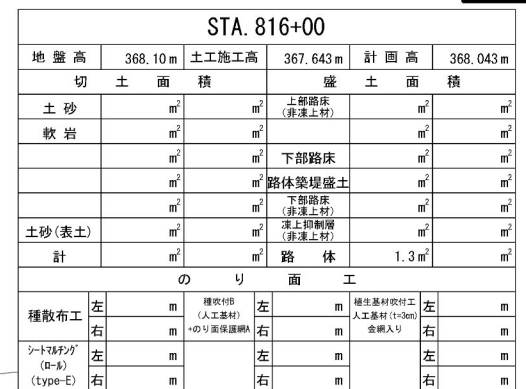 STA.816+00
地盤高 368.10m 土工施工高 367.643m 計画高 368.043m
切土面積 盛土面積
土砂 m² m² 上部路床(非凍上材) m² m²
軟岩 m² m² m² m²
m² m² 下部路床 m² m²
m² m² 路体築堤盛土 m² m²
m² m² 下部路床(非凍上材) m² m²
土砂(表土) m² m² 凍上抑制層(非凍上材) m² m²
計 m² m² 路体 1.3m² m²
のり面工
種散布工 左 m 種吹付B(人工基材)+のり面保護網A 左 m 植生基材吹付工人工基材(t=3cm)金網入り 左 m
右 m 右 m 右 m
シートマルチング(ロール)(type-E) 左 m 左 m 左 m
右 m 右 m 右 m